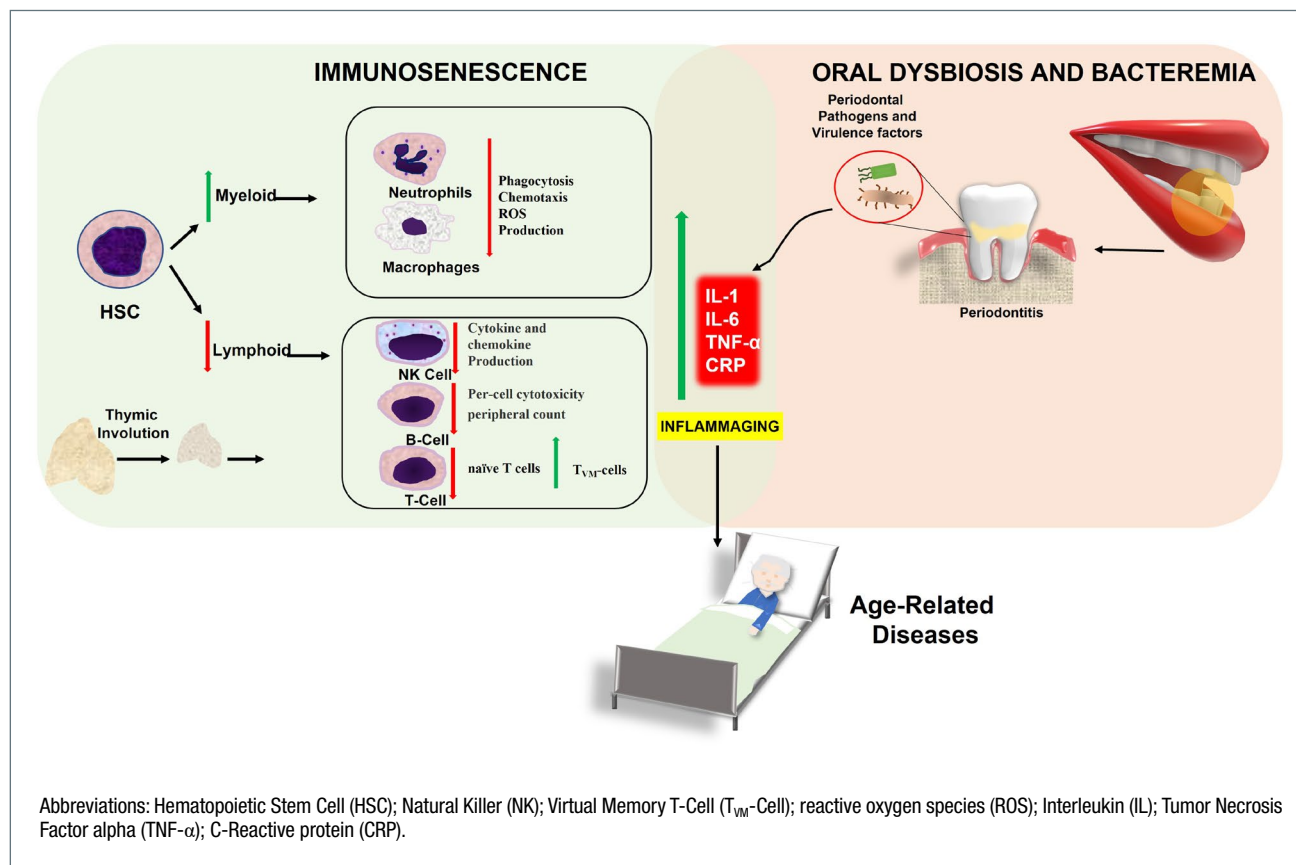 IMMUNOSENESCENCE
ORAL DYSBIOSIS AND BACTEREMIA
Myeloid
HSC
Lymphoid
Thymic
Involution
Neutrophils
Macrophages
Phagocytosis
Chemotaxis
ROS
Production
NK Cell
Cytokine and
chemokine
Production
B-Cell
Per-cell cytotoxicity
peripheral count
T-Cell
naïve T cells
TVM-cells
IL-1
IL-6
TNF-α
CRP
INFLAMMAGING
Periodontal
Pathogens and
Virulence factors
Periodontitis
Age-Related
Diseases
Abbreviations: Hematopoietic Stem Cell (HSC); Natural Killer (NK); Virtual Memory T-Cell (TVM-Cell); reactive oxygen species (ROS); Interleukin (IL); Tumor Necrosis
Factor alpha (TNF-α); C-Reactive protein (CRP).